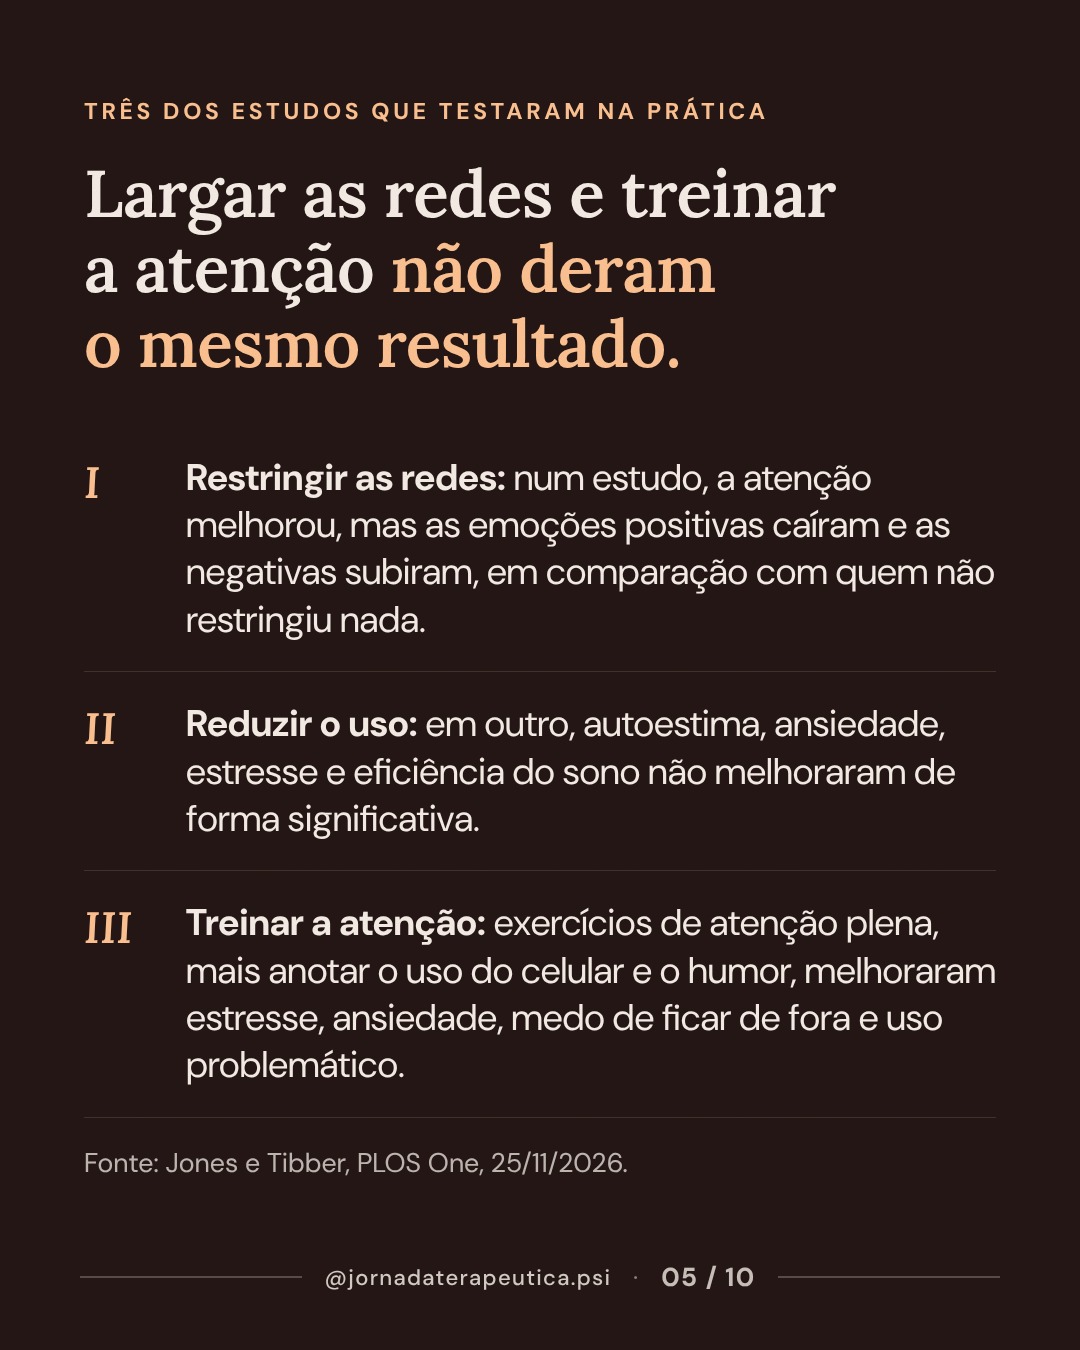 TRÊS DOS ESTUDOS QUE TESTARAM NA PRÁTICA
Largar as redes e treinar
a atenção não deram
o mesmo resultado.
I
Restringir as redes: num estudo, a atenção
melhorou, mas as emoções positivas caíram e as
negativas subiram, em comparação com quem não
restringiu nada.
II
Reduzir o uso: em outro, autoestima, ansiedade,
estresse e eficiência do sono não melhoraram de
forma significativa.
III
Treinar a atenção: exercícios de atenção plena,
mais anotar o uso do celular e o humor, melhoraram
estresse, ansiedade, medo de ficar de fora e uso
problemático.
Fonte: Jones e Tibber, PLOS One, 25/11/2026.
@jornadaterapeutica.psi · 05 / 10